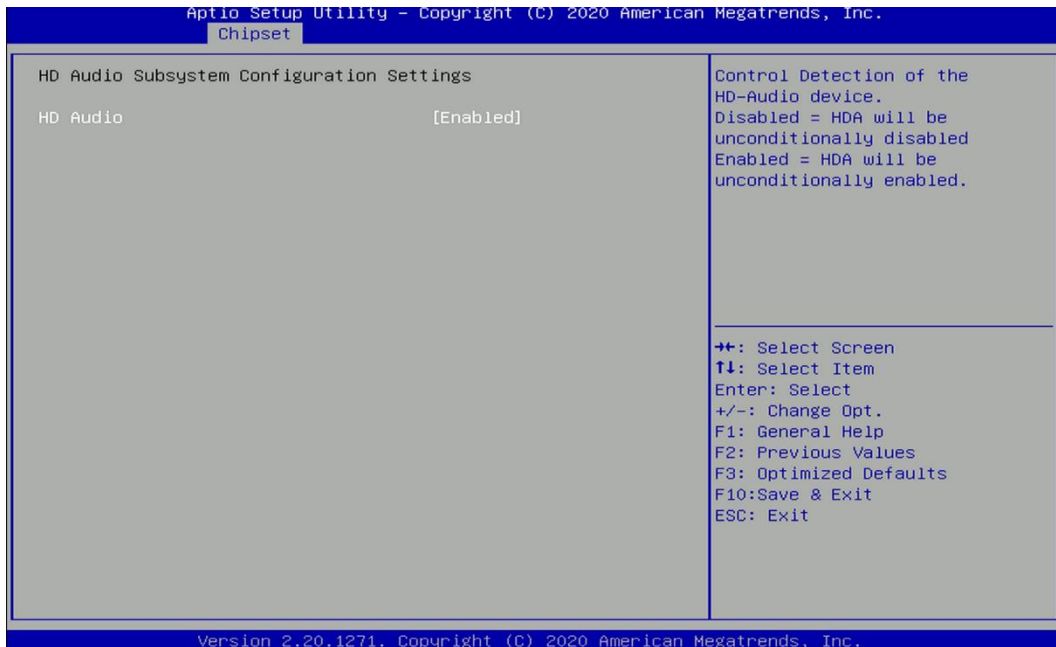 Aptio Setup Utility – Copyright (C) 2020 American Megatrends, Inc.
Chipset
HD Audio Subsystem Configuration Settings
HD Audio [Enabled]
Control Detection of the
HD-Audio device.
Disabled = HDA will be
unconditionally disabled
Enabled = HDA will be
unconditionally enabled.
→←: Select Screen
↑↓: Select Item
Enter: Select
+/-: Change Opt.
F1: General Help
F2: Previous Values
F3: Optimized Defaults
F10:Save & Exit
ESC: Exit
Version 2.20.1271. Copyright (C) 2020 American Megatrends, Inc.